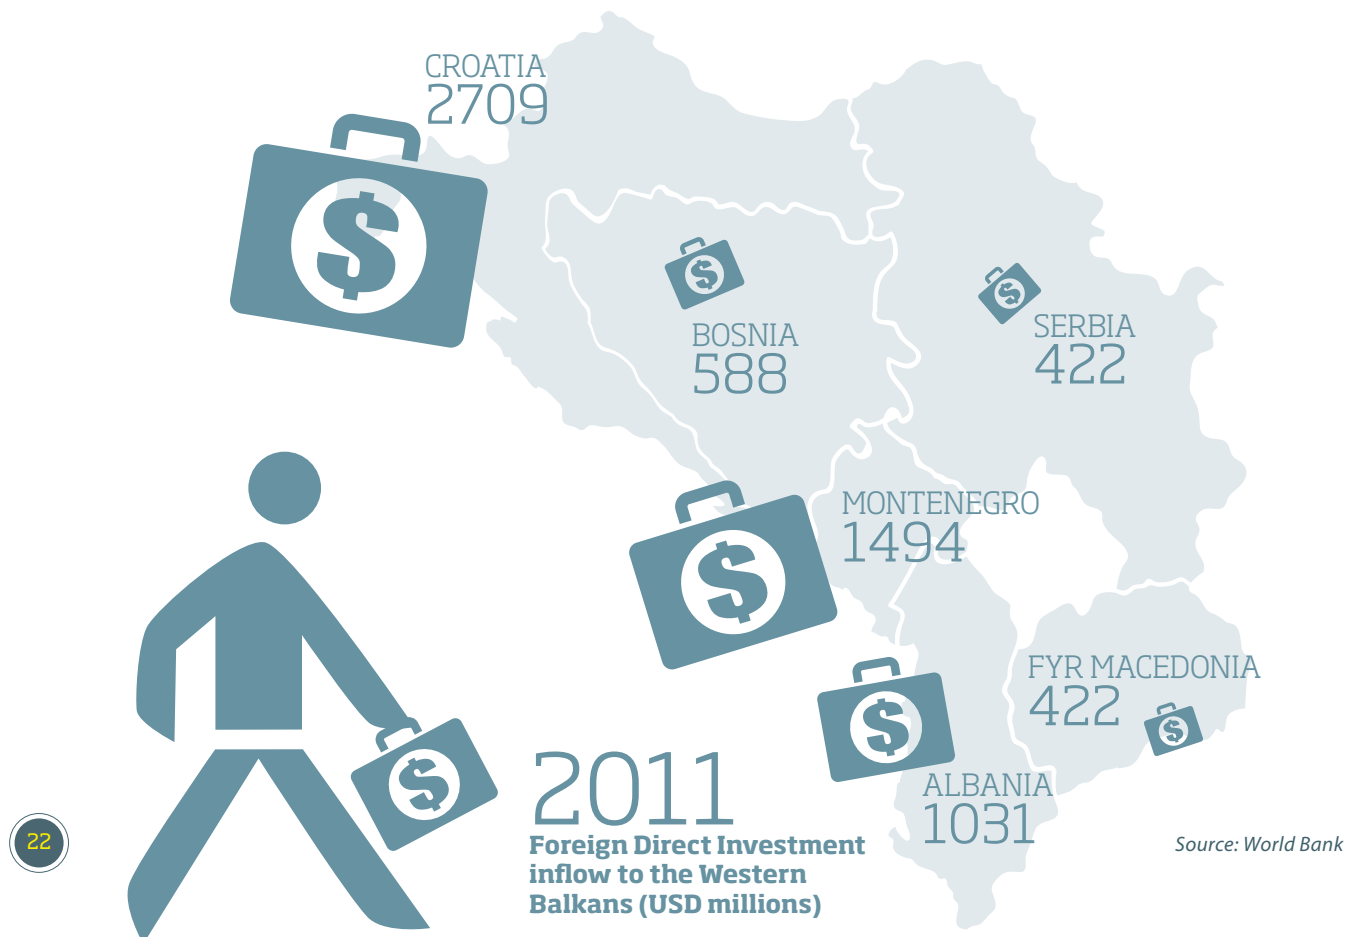 CROATIA
2709
$
$
BOSNIA
588
$
SERBIA
422
MONTENEGRO
1494
$
FYR MACEDONIA
422
$
$
ALBANIA
1031
$
2011
Foreign Direct Investment
inflow to the Western
Balkans (USD millions)
22
Source: World Bank